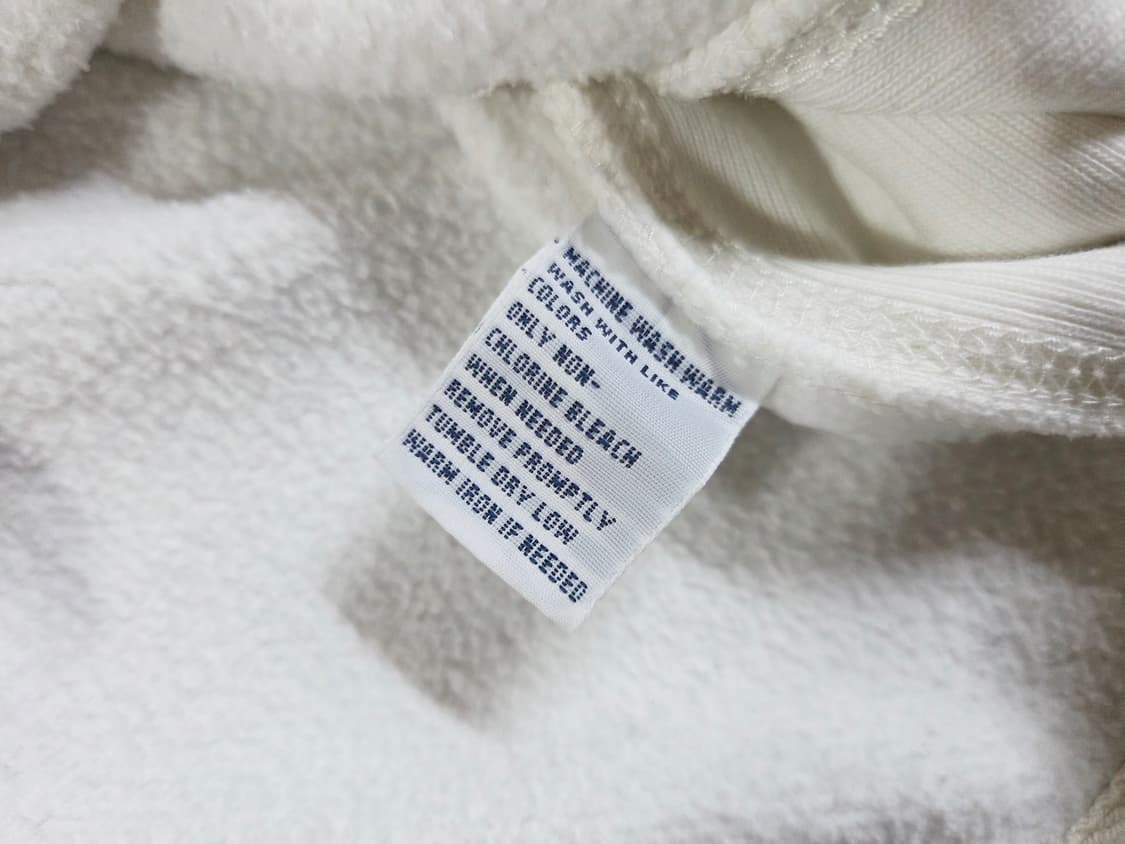 MACHINE WASH WARM
WASH WITH LIKE
COLORS
ONLY NON-
CHLORINE BLEACH
WHEN NEEDED
REMOVE PROMPTLY
TUMBLE DRY LOW
WARM IRON IF NEEDED